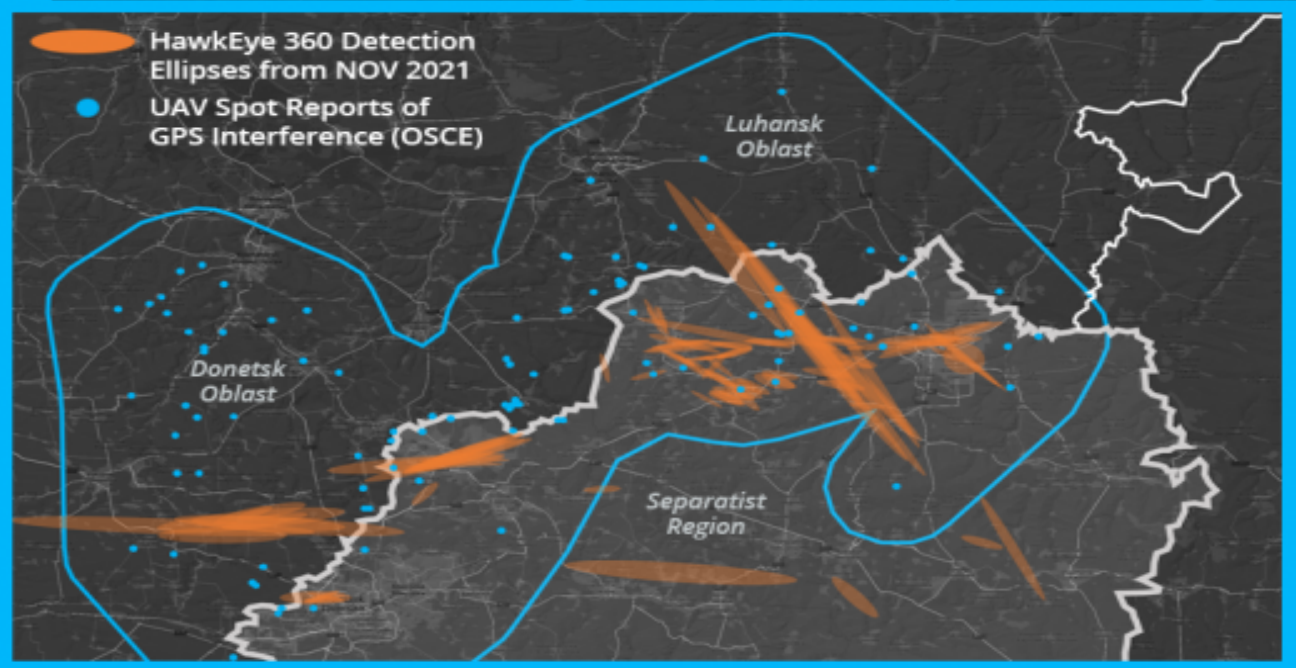 HawkEye 360 Detection
Ellipses from NOV 2021
UAV Spot Reports of
GPS Interference (OSCE)
Luhansk
Oblast
Donetsk
Oblast
Separatist
Region